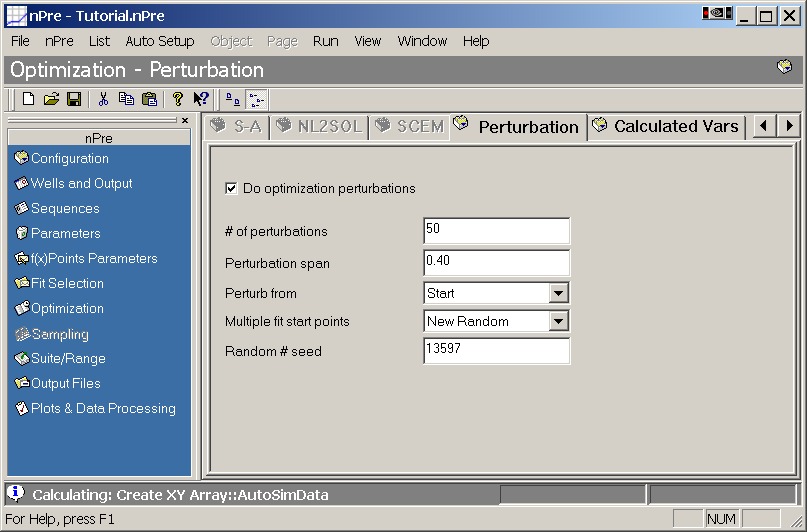 nPre - Tutorial.nPre
File nPre List Auto Setup Object Page Run View Window Help
Optimization - Perturbation
nPre
Configuration
Wells and Output
Sequences
Parameters
f(x)Points Parameters
Fit Selection
Optimization
Sampling
Suite/Range
Output Files
Plots & Data Processing
S-A NL2SOL SCEM Perturbation Calculated Vars
Do optimization perturbations
# of perturbations 50
Perturbation span 0.40
Perturb from Start
Multiple fit start points New Random
Random # seed 13597
Calculating: Create XY Array::AutoSimData
For Help, press F1 NUM